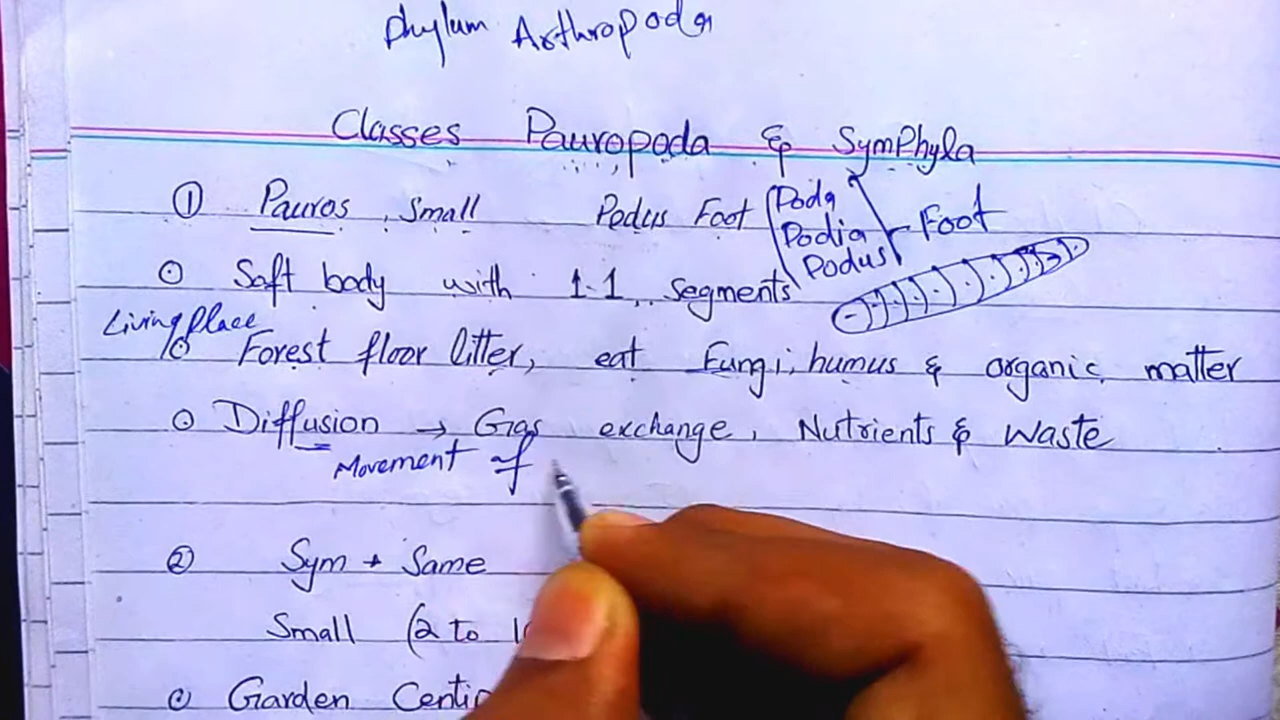 Phylum Arthropoda
Classes Pauropoda & SymPhyla
① Pauros, Small Podus Foot Poda Podia Podus Foot
Soft body with 11 segments
Living Place
Forest floor litter, eat Fungi, humus & organic matter
Diffusion → Gas exchange, Nutrients & Waste
Movement of
② Sym + Same
Small (2 to
Garden